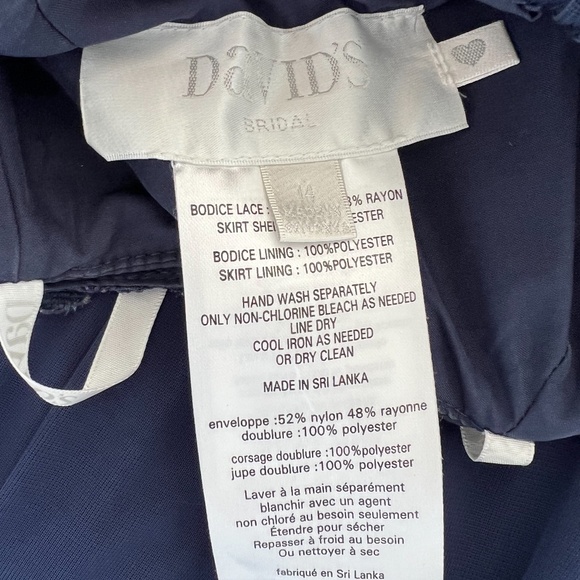 DAVID'S
BRIDAL
14
BODICE LACE : 8% RAYON
SKIRT ESTER
BODICE LINING : 100%POLYESTER
SKIRT LINING : 100%POLYESTER
HAND WASH SEPARATELY
ONLY NON-CHLORINE BLEACH AS NEEDED
LINE DRY
COOL IRON AS NEEDED
OR DRY CLEAN
MADE IN SRI LANKA
enveloppe :52% nylon 48% rayonne
doublure :100% polyester
corsage doublure :100%polyester
jupe doublure :100% polyester
Laver à la main séparément
blanchir avec un agent
non chloré au besoin seulement
Étendre pour sécher
Repasser à froid au besoin
Ou nettoyer à sec
fabriqué en Sri Lanka